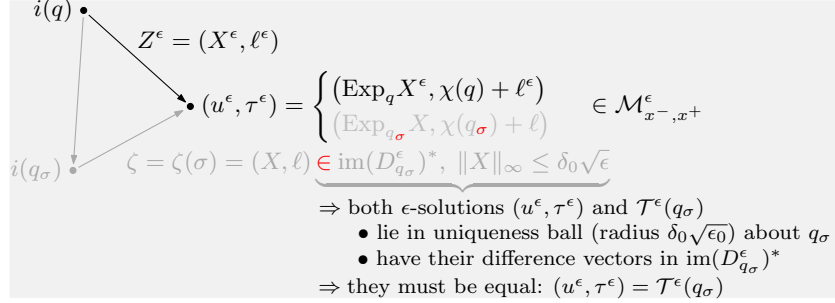 i(q)
Z^ϵ = (X^ϵ, ℓ^ϵ)
(u^ϵ, τ^ϵ) = { (Exp_q X^ϵ, χ(q) + ℓ^ϵ) ∈ M^ϵ_{x^-,x^+}
(Exp_{q_σ} X, χ(q_σ) + ℓ)
i(q_σ) ζ = ζ(σ) = (X, ℓ) ∈ im(D^ϵ_{q_σ})^*, ‖X‖_∞ ≤ δ_0√ϵ
⇒ both ϵ-solutions (u^ϵ, τ^ϵ) and T^ϵ(q_σ)
• lie in uniqueness ball (radius δ_0√ϵ_0) about q_σ
• have their difference vectors in im(D^ϵ_{q_σ})^*
⇒ they must be equal: (u^ϵ, τ^ϵ) = T^ϵ(q_σ)